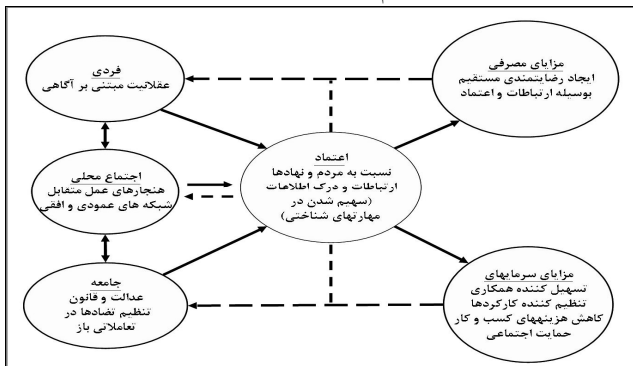 فردی
عقلانیت مبتنی بر آگاهی
مزایای مصرفی
ایجاد رضایتمندی مستقیم
بوسیله ارتباطات و اعتماد
اعتماد
نسبت به مردم و نهادها
ارتباطات و درک اطلاعات
(سهیم شدن در
مهارتهای شناختی)
اجتماع محلی
هنجارهای عمل متقابل
شبکه های عمودی و افقی
جامعه
عدالت و قانون
تنظیم تضادها در
تعاملاتی باز
مزایای سرمایهای
تسهیل کننده همکاری
تنظیم کننده کارکردها
کاهش هزینههای کسب و کار
حمایت اجتماعی